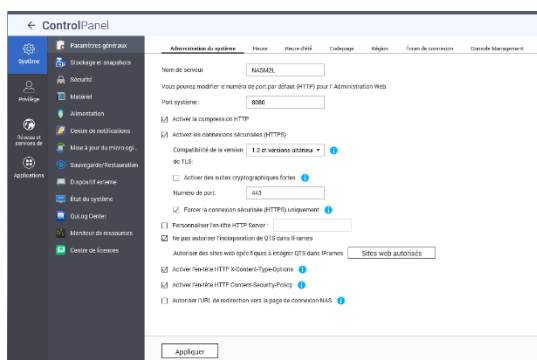 ← ControlPanel
Système
Privilège
Réseau et services de
Applications
Paramètres généraux
Stockage et snapshots
Sécurité
Matériel
Alimentation
Centre de notifications
Mise à jour du micrologi..
Sauvegarde/Restauration
Dispositif externe
État du système
QuLog Center
Moniteur de ressources
Centre de licences
Administration du système Heure Heure d'été Codepage Région Écran de connexion Console Management
Nom de serveur NASM2L
Vous pouvez modifier le numéro de port par défaut (HTTP) pour l' Administration Web.
Port système: 8080
Activer la compression HTTP
Activez les connexions sécurisées (HTTPS)
Compatibilité de la version 1.2 et versions ultérieur
de TLS:
Activer des suites cryptographiques fortes
Numéro de port: 443
Forcer la connexion sécurisée (HTTPS) uniquement
Personnaliser l'en-tête HTTP Server :
Ne pas autoriser l'incorporation de QTS dans IFrames
Autoriser des sites web spécifiques à intégrer QTS dans IFrames Sites web autorisés
Activer l'en-tête HTTP X-Content-Type-Options
Activer l'en-tête HTTP Content-Security-Policy
Autoriser l'URL de redirection vers la page de connexion NAS
Appliquer